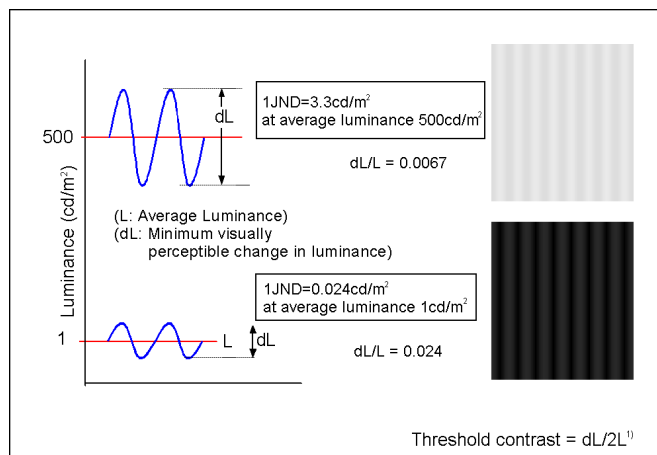 Luminance (cd/m²)
500
dL
1JND=3.3cd/m²
at average luminance 500cd/m²
dL/L = 0.0067
(L: Average Luminance)
(dL: Minimum visually
perceptible change in luminance)
1JND=0.024cd/m²
at average luminance 1cd/m²
1
L
dL
dL/L = 0.024
Threshold contrast = dL/2L¹⁾